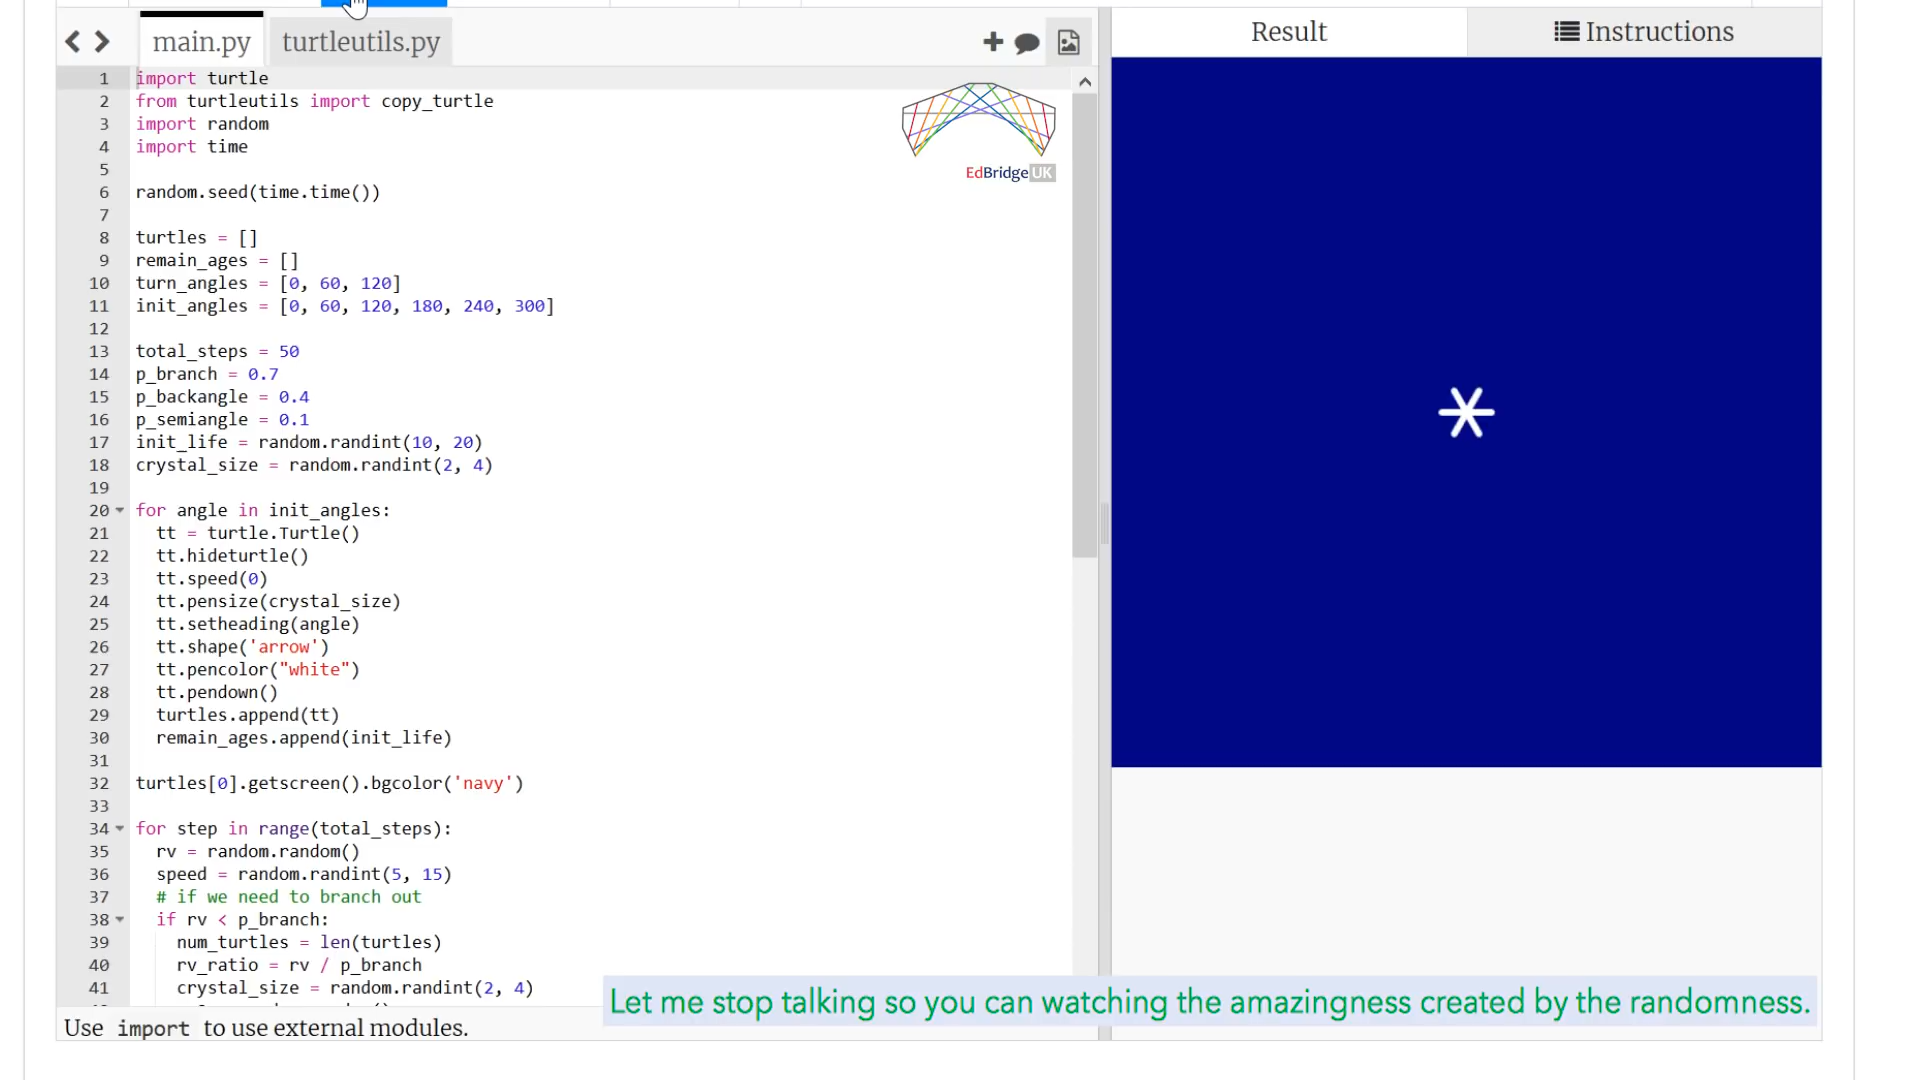 main.py turtleutils.py Result Instructions
1 import turtle
2 from turtleutils import copy_turtle
3 import random
4 import time
5
6 random.seed(time.time())
7
8 turtles = []
9 remain_ages = []
10 turn_angles = [0, 60, 120]
11 init_angles = [0, 60, 120, 180, 240, 300]
12
13 total_steps = 50
14 p_branch = 0.7
15 p_backangle = 0.4
16 p_semiangle = 0.1
17 init_life = random.randint(10, 20)
18 crystal_size = random.randint(2, 4)
19
20 for angle in init_angles:
21 tt = turtle.Turtle()
22 tt.hideturtle()
23 tt.speed(0)
24 tt.pensize(crystal_size)
25 tt.setheading(angle)
26 tt.shape('arrow')
27 tt.pencolor("white")
28 tt.pendown()
29 turtles.append(tt)
30 remain_ages.append(init_life)
31
32 turtles[0].getscreen().bgcolor('navy')
33
34 for step in range(total_steps):
35 rv = random.random()
36 speed = random.randint(5, 15)
37 # if we need to branch out
38 if rv < p_branch:
39 num_turtles = len(turtles)
40 rv_ratio = rv / p_branch
41 crystal_size = random.randint(2, 4)
EdBridge UK
Let me stop talking so you can watching the amazingness created by the randomness.
Use import to use external modules.